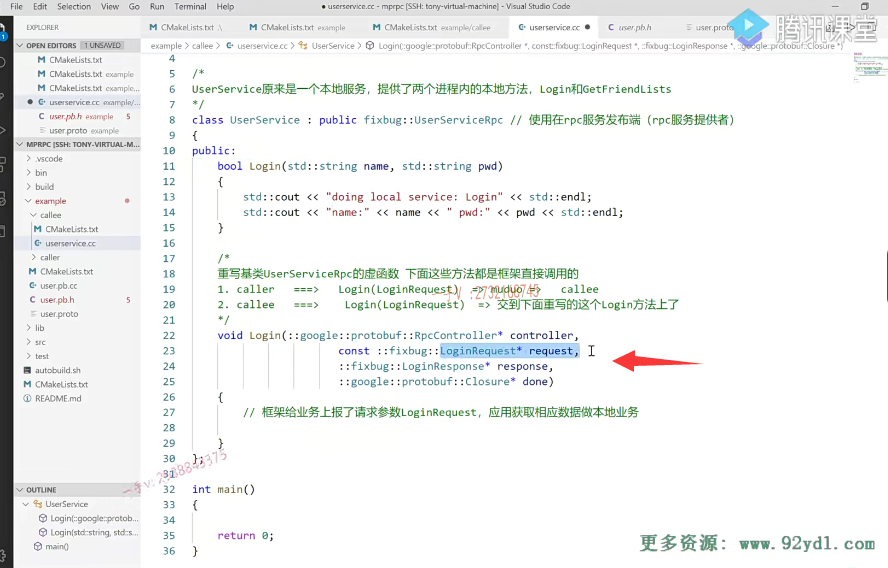 File Edit Selection View Go Run Terminal Help
● userservice.cc - mprpc [SSH: tony-virtual-machine] - Visual Studio Code
EXPLORER
OPEN EDITORS 1 UNSAVED
CMakeLists.txt
CMakeLists.txt example
CMakeLists.txt example/...
● userservice.cc example/...
user.pb.h example 5
user.proto example
MPRPC [SSH: TONY-VIRTUAL-M...
.vscode
bin
build
example
callee
CMakeLists.txt
userservice.cc
caller
CMakeLists.txt
user.pb.cc
user.pb.h 5
user.proto
lib
src
test
autobuild.sh
CMakeLists.txt
README.md
OUTLINE
UserService
Login(::google::protob...
Login(std::string, std::s...
main()
CMakeLists.txt \
CMakeLists.txt example
CMakeLists.txt example/callee
userservice.cc ●
user.pb.h
腾讯课堂
example > callee > userservice.cc > UserService > Login(::google::protobuf::RpcController *, const::fixbug::LoginRequest *, ::fixbug::LoginResponse *, ::google::protobuf::Closure *)
4
5 /*
6 UserService原来是一个本地服务，提供了两个进程内的本地方法，Login和GetFriendLists
7 */
8 class UserService : public fixbug::UserServiceRpc // 使用在rpc服务发布端（rpc服务提供者）
9 {
10 public:
11 bool Login(std::string name, std::string pwd)
12 {
13 std::cout << "doing local service: Login" << std::endl;
14 std::cout << "name:" << name << " pwd:" << pwd << std::endl;
15 }
16
17 /*
18 重写基类UserServiceRpc的虚函数 下面这些方法都是框架直接调用的
19 1. caller ===> Login(LoginRequest) => muduo => callee
20 2. callee ===> Login(LoginRequest) => 交到下面重写的这个Login方法上了
21 */
22 void Login(::google::protobuf::RpcController* controller,
23 const ::fixbug::LoginRequest* request,
24 ::fixbug::LoginResponse* response,
25 ::google::protobuf::Closure* done)
26 {
27 // 框架给业务上报了请求参数LoginRequest，应用获取相应数据做本地业务
28
29 }
30 };
31
32 int main()
33 {
34
35 return 0;
36 }
更多资源: www.92ydl.com